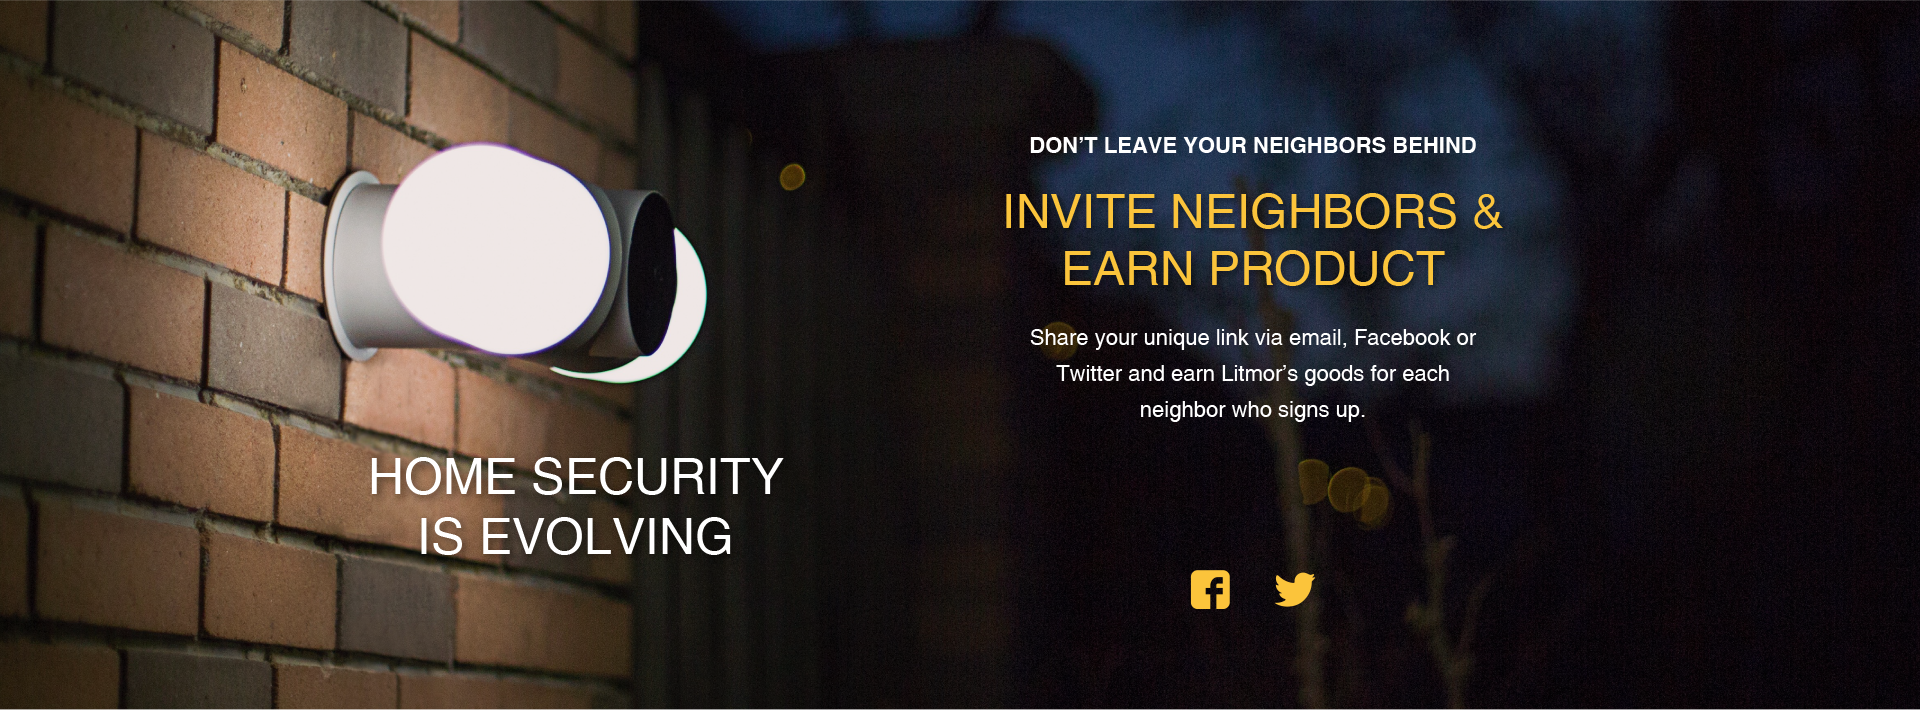 DON’T LEAVE YOUR NEIGHBORS BEHIND
INVITE NEIGHBORS &
EARN PRODUCT
Share your unique link via email, Facebook or
Twitter and earn Litmor’s goods for each
neighbor who signs up.
HOME SECURITY
IS EVOLVING